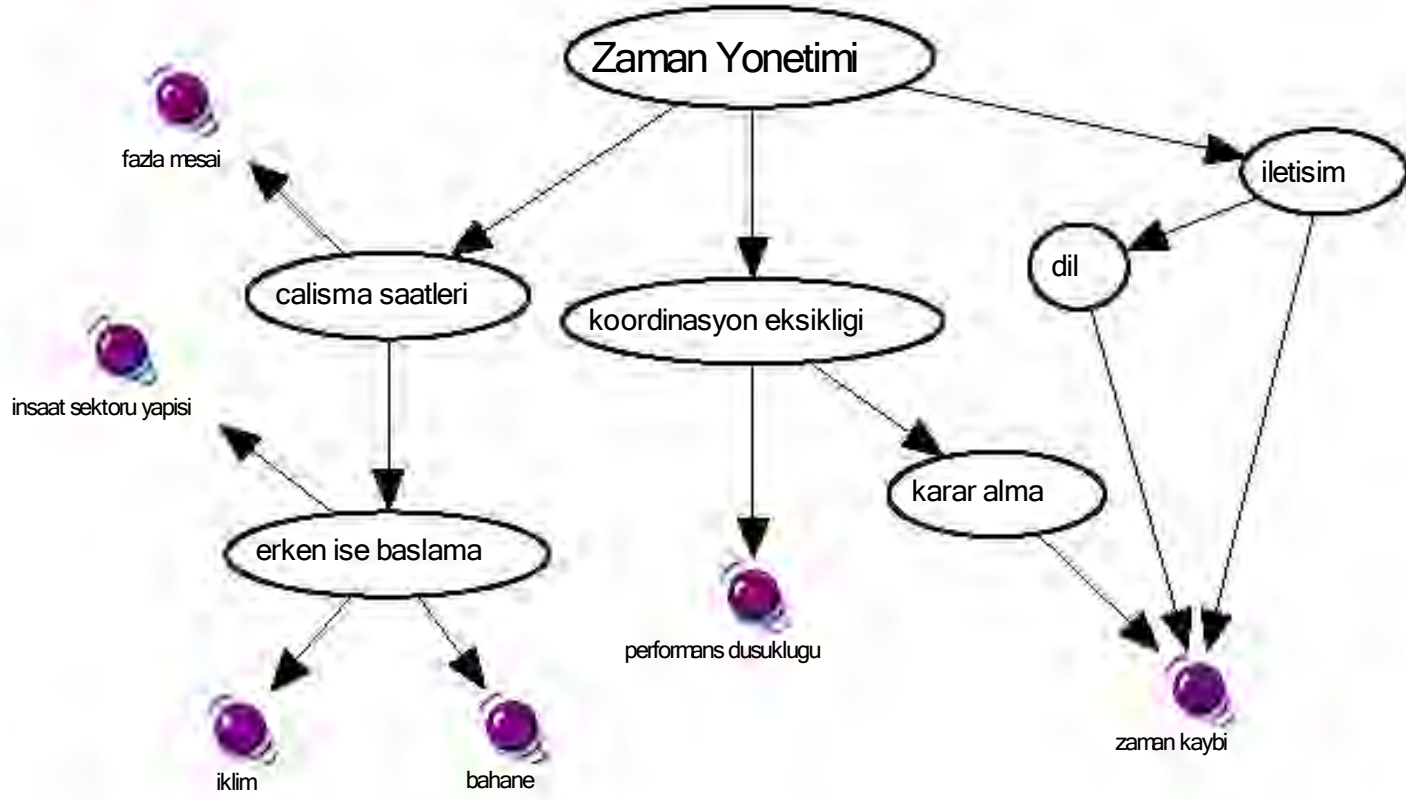 Zaman Yonetimi
fazla mesai
iletisim
dil
calisma saatleri
koordinasyon eksikligi
insaat sektoru yapisi
karar alma
erken ise baslama
performans dusuklugu
zaman kaybi
iklim
bahane